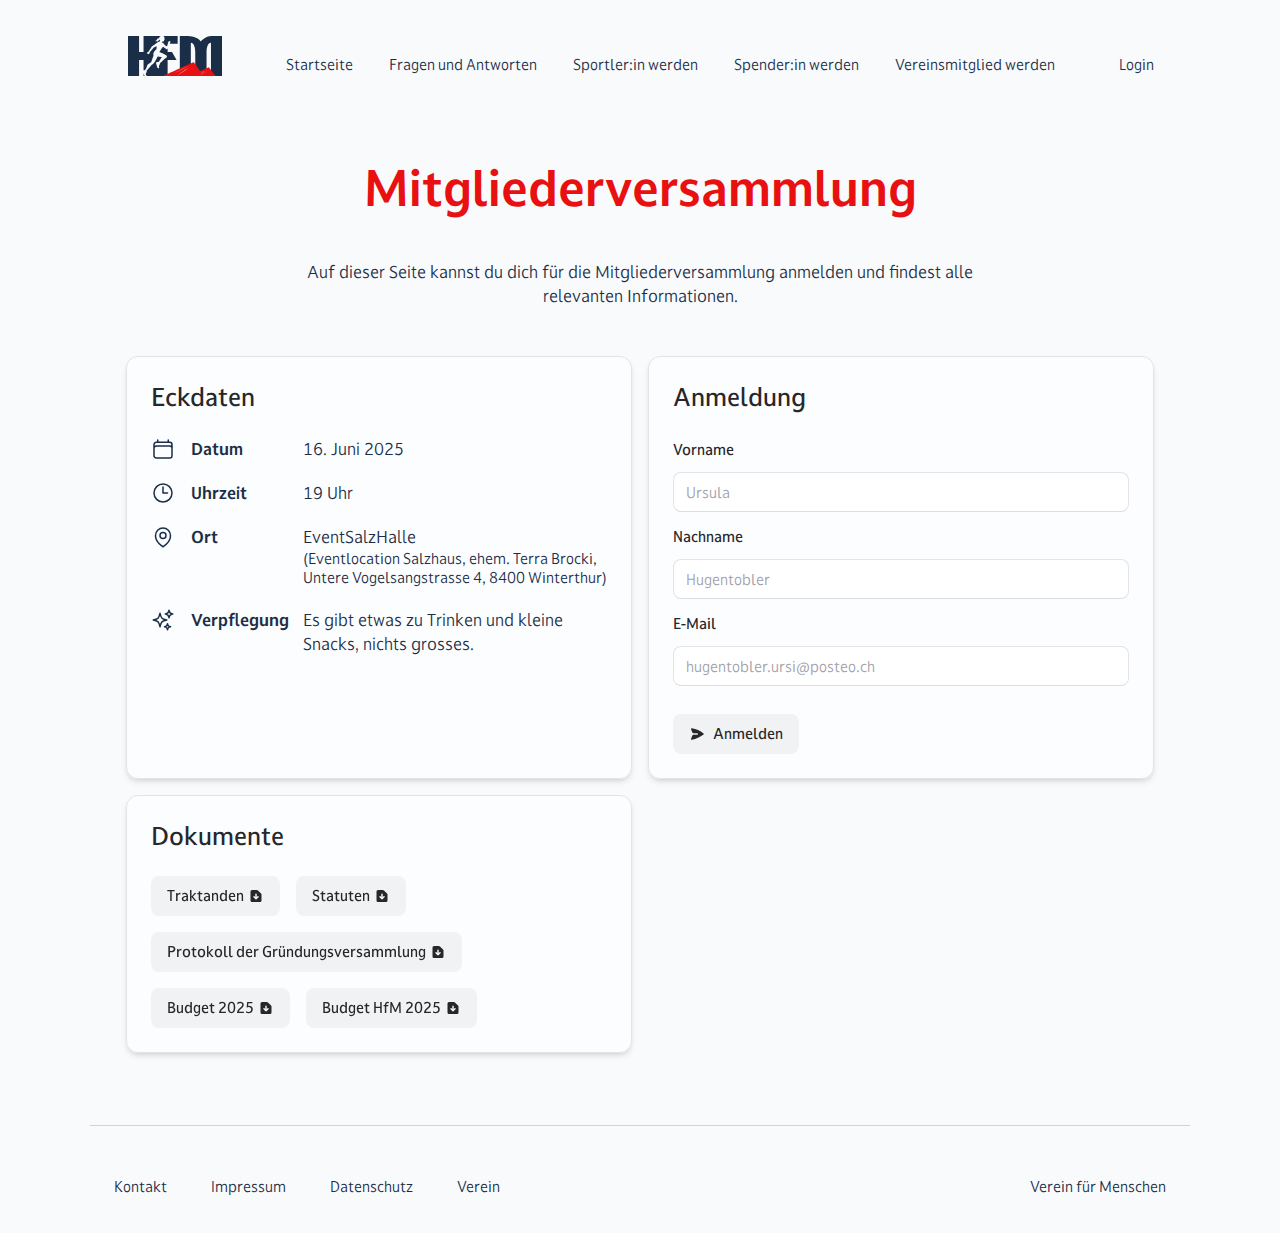 HFM
Startseite
Fragen und Antworten
Sportler:in werden
Spender:in werden
Vereinsmitglied werden
Login
Mitgliederversammlung
Auf dieser Seite kannst du dich für die Mitgliederversammlung anmelden und findest alle
relevanten Informationen.
Eckdaten
Datum
16. Juni 2025
Uhrzeit
19 Uhr
Ort
EventSalzHalle
(Eventlocation Salzhaus, ehem. Terra Brocki,
Untere Vogelsangstrasse 4, 8400 Winterthur)
Verpflegung
Es gibt etwas zu Trinken und kleine
Snacks, nichts grosses.
Anmeldung
Vorname
Ursula
Nachname
Hugentobler
E-Mail
hugentobler.ursi@posteo.ch
Anmelden
Dokumente
Traktanden
Statuten
Protokoll der Gründungsversammlung
Budget 2025
Budget HfM 2025
Kontakt
Impressum
Datenschutz
Verein
Verein für Menschen